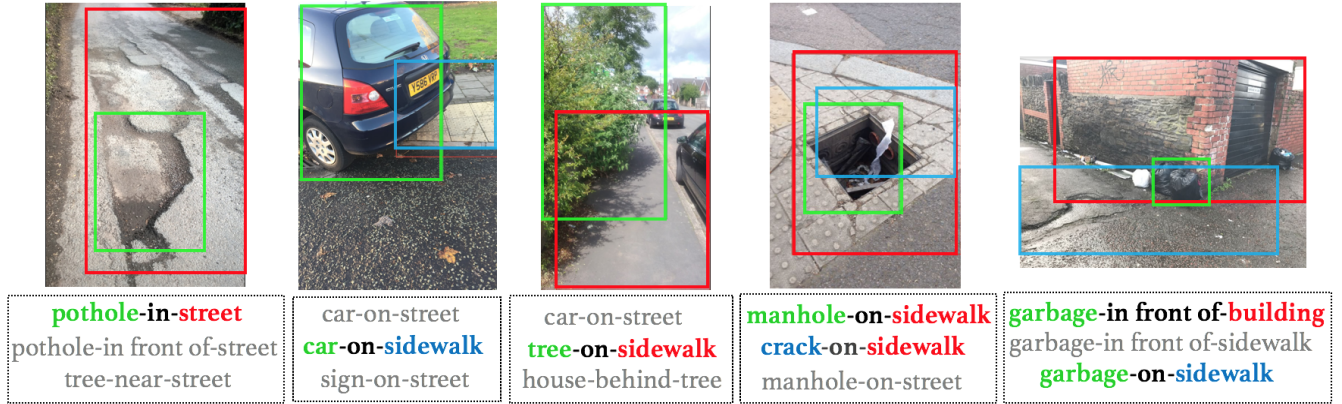 pothole-in-street
pothole-in front of-street
tree-near-street
car-on-street
car-on-sidewalk
sign-on-street
car-on-street
tree-on-sidewalk
house-behind-tree
manhole-on-sidewalk
crack-on-sidewalk
manhole-on-street
garbage-in front of-building
garbage-in front of-sidewalk
garbage-on-sidewalk